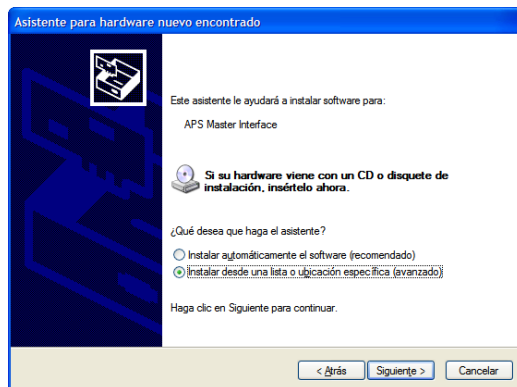 Asistente para hardware nuevo encontrado
Este asistente le ayudará a instalar software para:
APS Master Interface
Si su hardware viene con un CD o disquete de
instalación, insértelo ahora.
¿Qué desea que haga el asistente?
Instalar automáticamente el software (recomendado)
Instalar desde una lista o ubicación específica (avanzado)
Haga clic en Siguiente para continuar.
< Atrás
Siguiente >
Cancelar